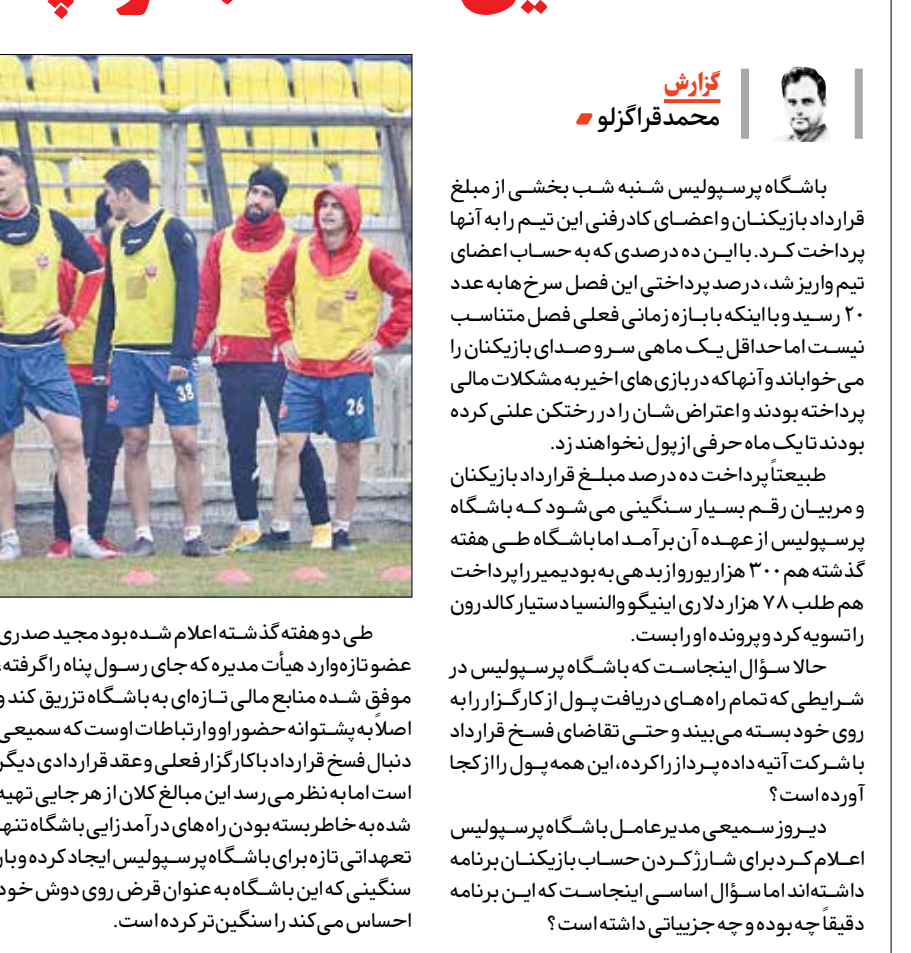 گزارش
محمدقراگزلو
باشگاه پرسپولیس شنبه شب بخشی از مبلغ
قرارداد بازیکنان و اعضای کادر فنی این تیم را به آنها
پرداخت کرد. با این ده درصدی که به حساب اعضای
تیم واریز شد، درصد پرداختی این فصل سرخ‌ها به عدد
۲۰ رسید و با اینکه با بازه زمانی فعلی فصل متناسب
نیست اما حداقل یک ماهی سر و صدای بازیکنان را
می‌خواباند و آنها که در بازی‌های اخیر به مشکلات مالی
پرداخته بودند و اعتراض شان را در رختکن علنی کرده
بودند تا یک ماه حرفی از پول نخواهند زد.
طبیعتاً پرداخت ده درصد مبلغ قرارداد بازیکنان
و مربیان رقم بسیار سنگینی می‌شود که باشگاه
پرسپولیس از عهده آن برآمد اما باشگاه طی هفته
گذشته هم ۳۰۰ هزار یورو از بدهی به بودیمیر را پرداخت
هم طلب ۷۸ هزار دلاری اینیگو والنسیا دستیار کالدرون
را تسویه کرد و پرونده او را بست.
حالا سؤال اینجاست که باشگاه پرسپولیس در
شرایطی که تمام راه‌های دریافت پول از کارگزار را به
روی خود بسته می‌بیند و حتی تقاضای فسخ قرارداد
با شرکت آتیه داده پرداز را کرده، این همه پول را از کجا
آورده است؟
دیروز سمیعی مدیرعامل باشگاه پرسپولیس
اعلام کرد برای شارژ کردن حساب بازیکنان برنامه
داشته‌اند اما سؤال اساسی اینجاست که این برنامه
دقیقاً چه بوده و چه جزییاتی داشته است؟
38
26
طی دو هفته گذشته اعلام شده بود مجید صدری
عضو تازه‌وارد هیأت مدیره که جای رسول پناه را گرفته،
موفق شده منابع مالی تازه‌ای به باشگاه تزریق کند و
اصلاً به پشتوانه حضور او و ارتباطات اوست که سمیعی
دنبال فسخ قرارداد با کارگزار فعلی و عقد قراردادی دیگر
است اما به نظر می‌رسد این مبالغ کلان از هر جایی تهیه
شده به خاطر بسته بودن راه‌های درآمدزایی باشگاه تنها
تعهداتی تازه برای باشگاه پرسپولیس ایجاد کرده و بار
سنگینی که این باشگاه به عنوان قرض روی دوش خود
احساس می‌کند را سنگین‌تر کرده است.